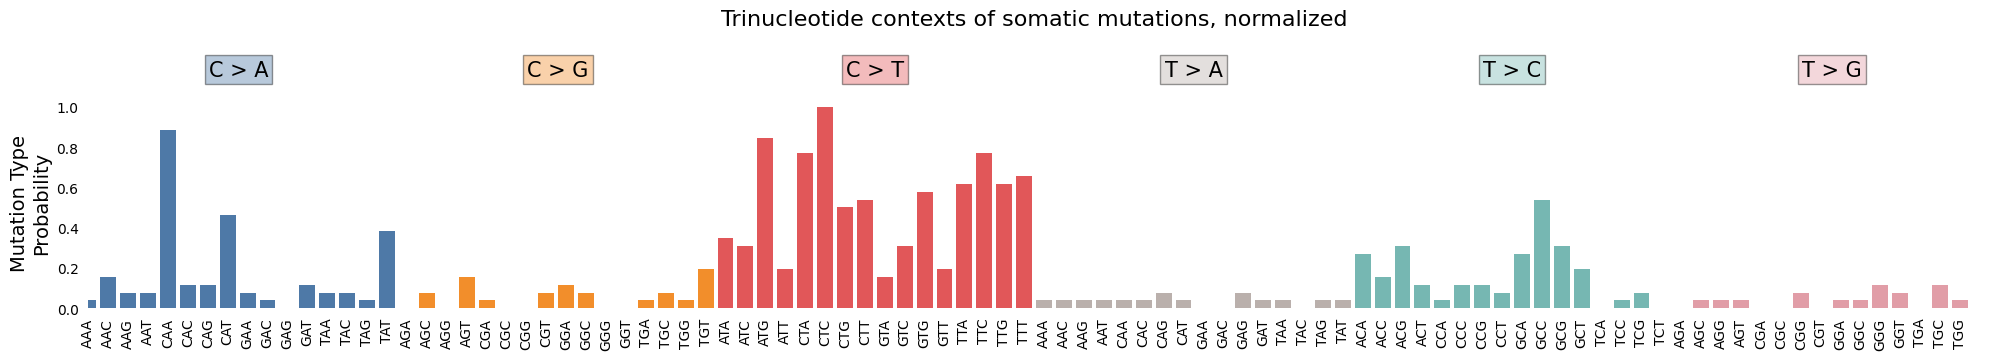 Trinucleotide contexts of somatic mutations, normalized
C > A C > G C > T T > A T > C T > G
Mutation Type
Probability
1.0
0.8
0.6
0.4
0.2
0.0
AAA AAC AAG AAT CAA CAC CAG CAT GAA GAC GAG GAT TAA TAC TAG TAT AGA AGC AGG AGT CGA CGC CGG CGT GGA GGC GGG GGT TGA TGC TGG TGT ATA ATC ATG ATT CTA CTC CTG CTT GTA GTC GTG GTT TTA TTC TTG TTT AAA AAC AAG AAT CAA CAC CAG CAT GAA GAC GAG GAT TAA TAC TAG TAT ACA ACC ACG ACT CCA CCC CCG CCT GCA GCC GCG GCT TCA TCC TCG TCT AGA AGC AGG AGT CGA CGC CGG CGT GGA GGC GGG GGT TGA TGC TGG